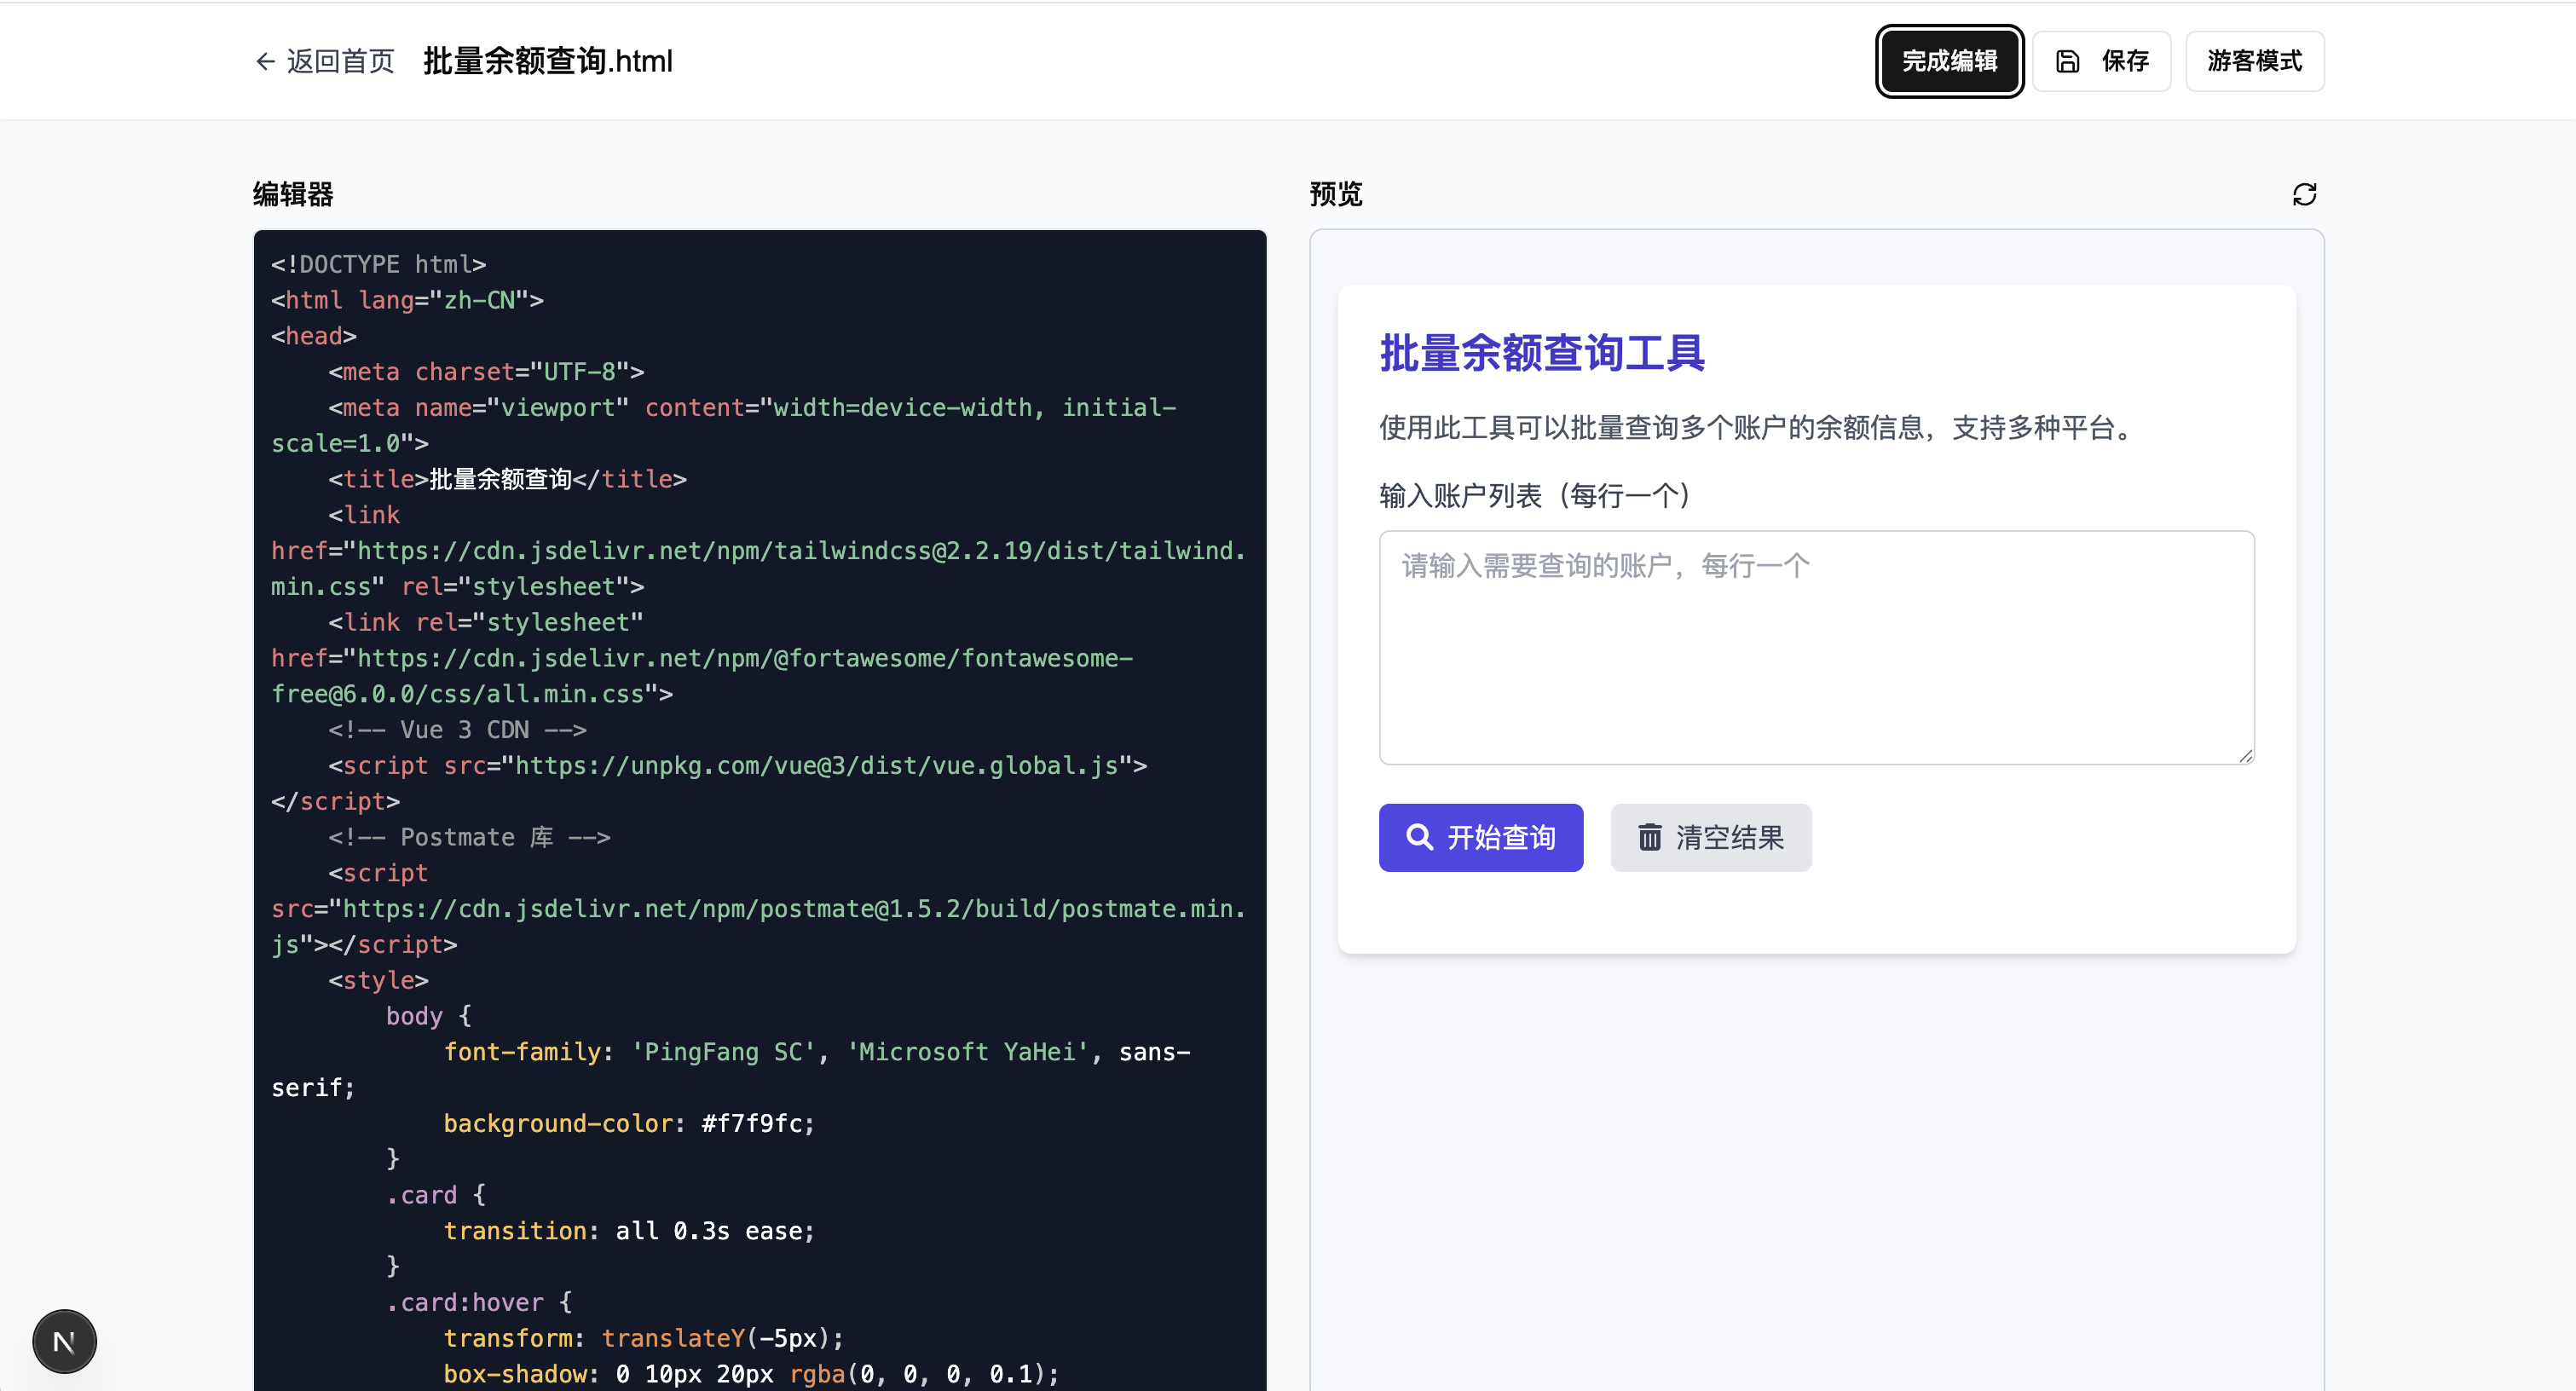 返回首页
批量余额查询.html
完成编辑
保存
游客模式
编辑器
<!DOCTYPE html>
<html lang="zh-CN">
<head>
    <meta charset="UTF-8">
    <meta name="viewport" content="width=device-width, initial-
scale=1.0">
    <title>批量余额查询</title>
    <link
href="https://cdn.jsdelivr.net/npm/tailwindcss@2.2.19/dist/tailwind.
min.css" rel="stylesheet">
    <link rel="stylesheet"
href="https://cdn.jsdelivr.net/npm/@fortawesome/fontawesome-
free@6.0.0/css/all.min.css">
    <!-- Vue 3 CDN -->
    <script src="https://unpkg.com/vue@3/dist/vue.global.js">
</script>
    <!-- Postmate 库 -->
    <script
src="https://cdn.jsdelivr.net/npm/postmate@1.5.2/build/postmate.min.
js"></script>
    <style>
        body {
            font-family: 'PingFang SC', 'Microsoft YaHei', sans-
serif;
            background-color: #f7f9fc;
        }
        .card {
            transition: all 0.3s ease;
        }
        .card:hover {
            transform: translateY(-5px);
            box-shadow: 0 10px 20px rgba(0, 0, 0, 0.1);
预览
批量余额查询工具
使用此工具可以批量查询多个账户的余额信息，支持多种平台。
输入账户列表（每行一个）
请输入需要查询的账户，每行一个
开始查询
清空结果
N